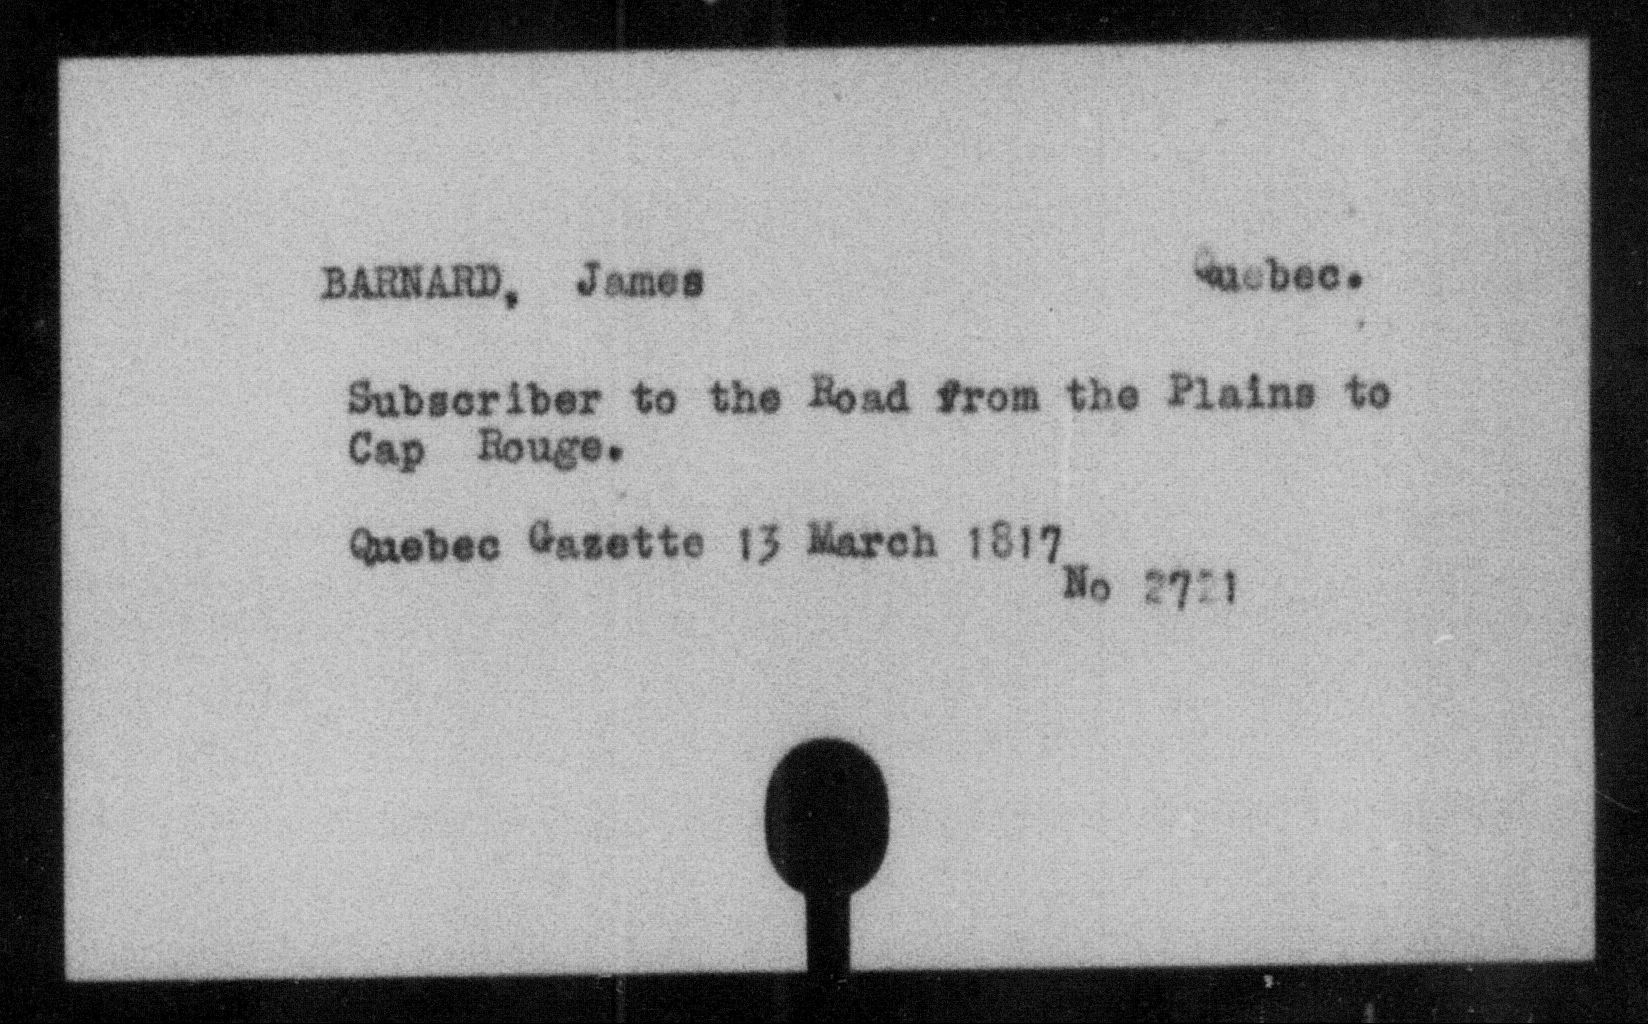 BARNARD, James Quebec.
Subscriber to the Road from the Plains to
Cap Rouge.
Quebec Gazette 13 March 1817
No 2721